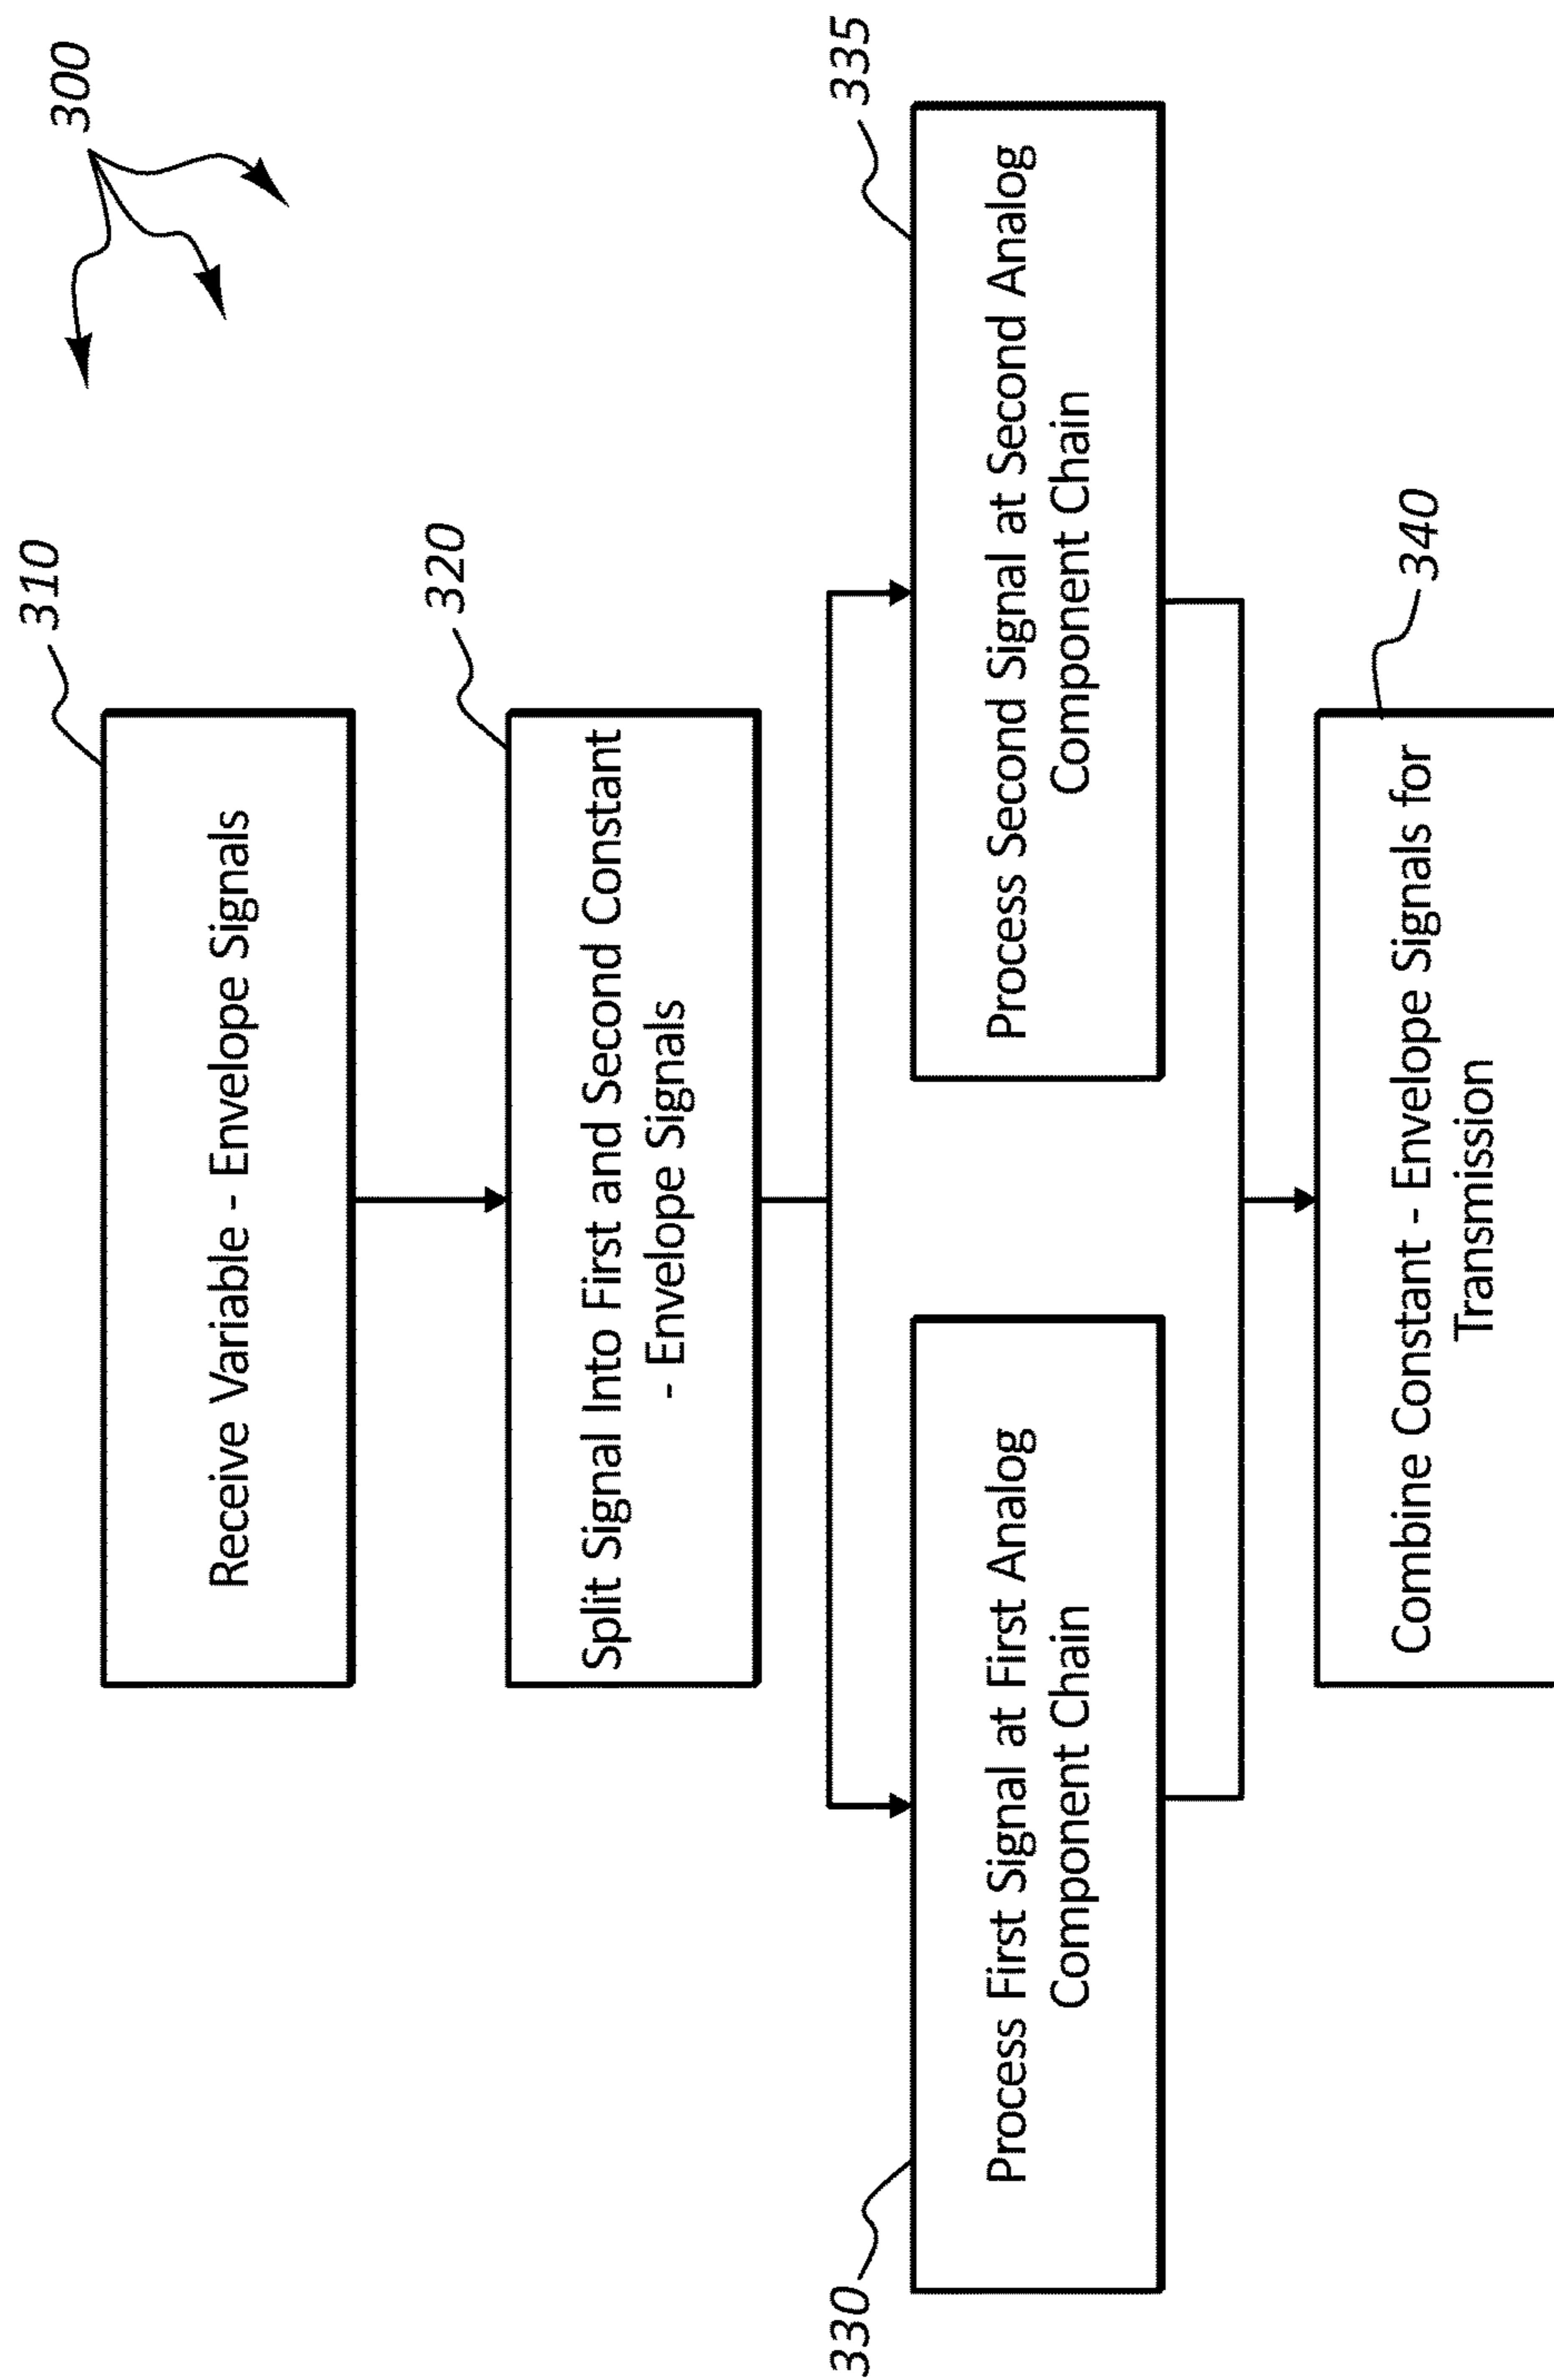 300
310
Receive Variable - Envelope Signals
320
Split Signal Into First and Second Constant
- Envelope Signals
330
Process First Signal at First Analog
Component Chain
335
Process Second Signal at Second Analog
Component Chain
340
Combine Constant - Envelope Signals for
Transmission